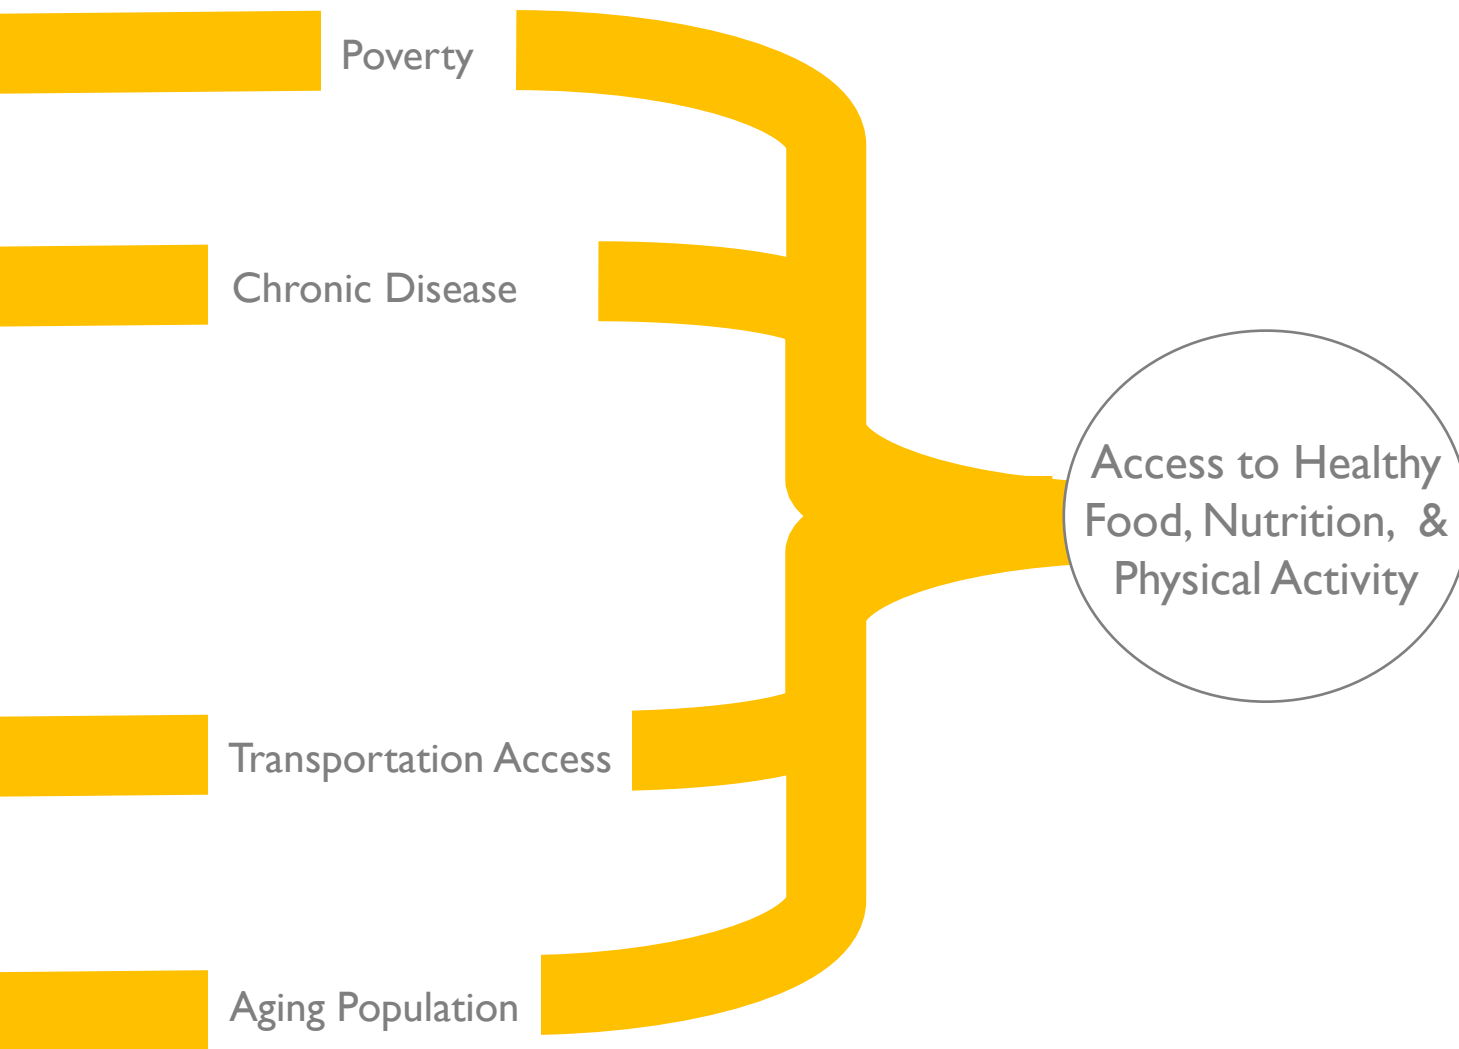 Poverty
Chronic Disease
Access to Healthy
Food, Nutrition, &
Physical Activity
Transportation Access
Aging Population